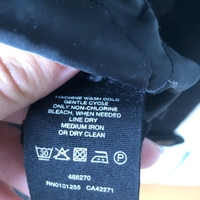 MACHINE WASH COLD
GENTLE CYCLE
ONLY NON-CHLORINE
BLEACH, WHEN NEEDED
LINE DRY
MEDIUM IRON
OR DRY CLEAN
488270
RN0101255 CA42271